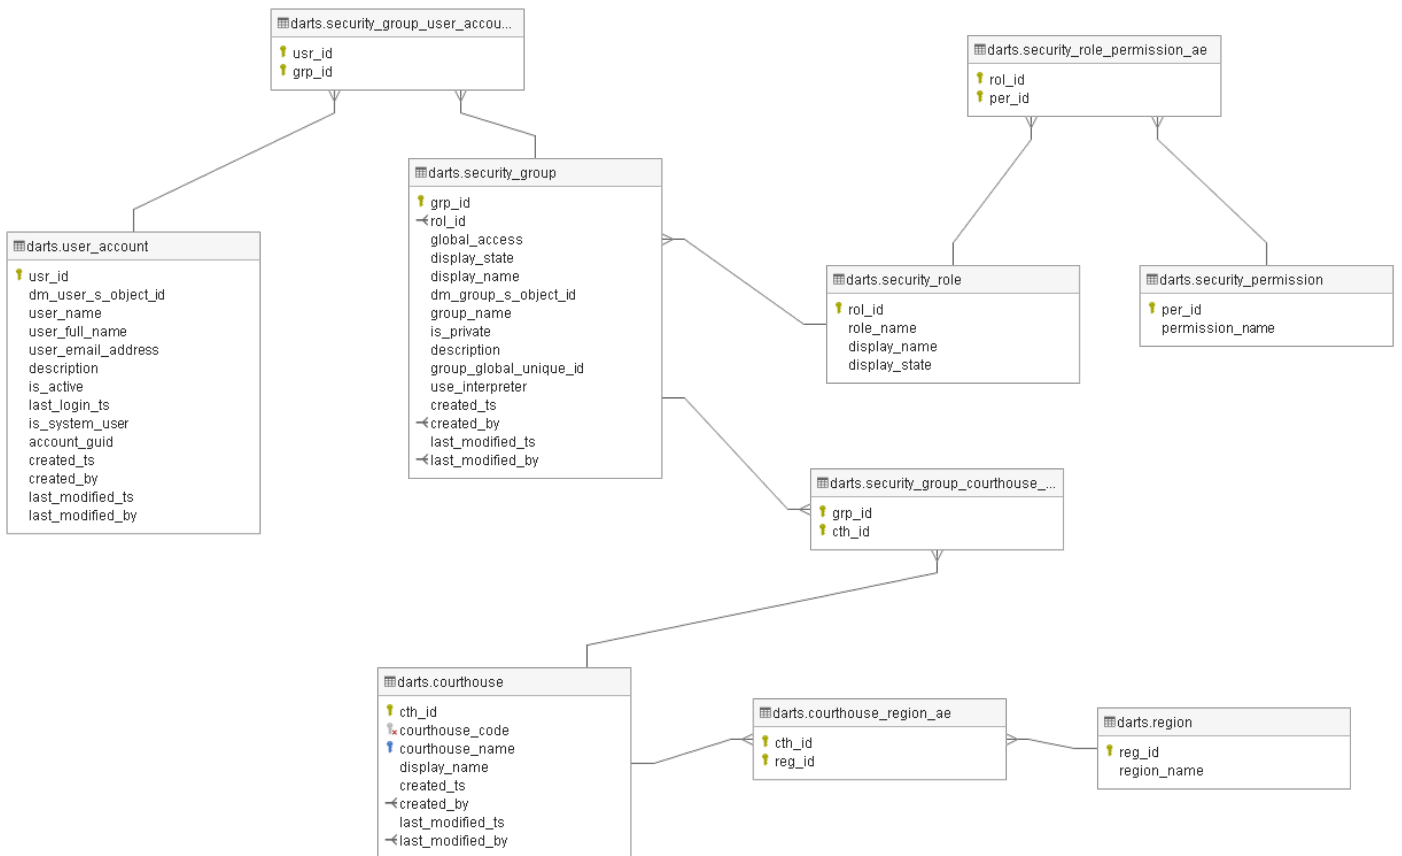 darts.security_group_user_accou...
usr_id
grp_id
darts.security_role_permission_ae
rol_id
per_id
darts.security_group
grp_id
rol_id
global_access
display_state
display_name
dm_group_s_object_id
group_name
is_private
description
group_global_unique_id
use_interpreter
created_ts
created_by
last_modified_ts
last_modified_by
darts.user_account
usr_id
dm_user_s_object_id
user_name
user_full_name
user_email_address
description
is_active
last_login_ts
is_system_user
account_guid
created_ts
created_by
last_modified_ts
last_modified_by
darts.security_role
rol_id
role_name
display_name
display_state
darts.security_permission
per_id
permission_name
darts.security_group_courthouse_...
grp_id
cth_id
darts.courthouse
cth_id
courthouse_code
courthouse_name
display_name
created_ts
created_by
last_modified_ts
last_modified_by
darts.courthouse_region_ae
cth_id
reg_id
darts.region
reg_id
region_name